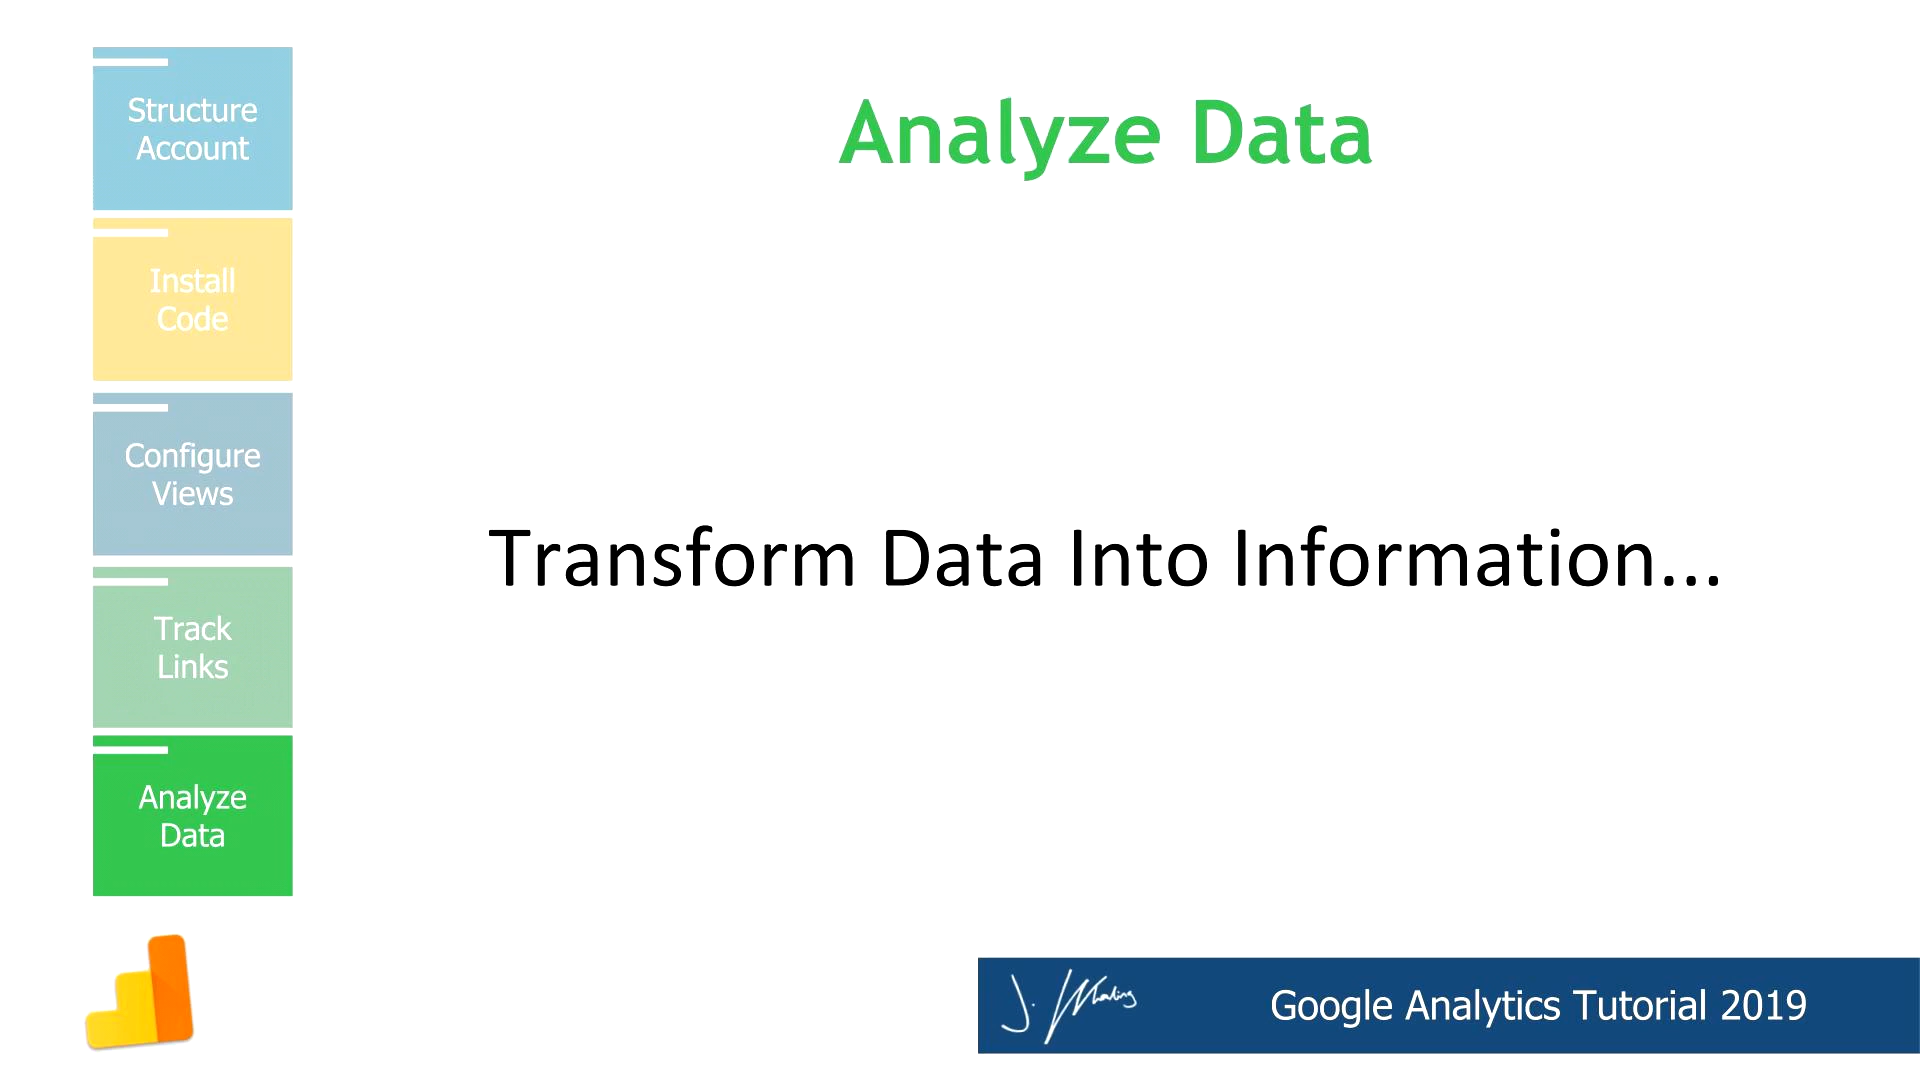 Structure
Account
Install
Code
Configure
Views
Track
Links
Analyze
Data
Analyze Data
Transform Data Into Information...
Google Analytics Tutorial 2019